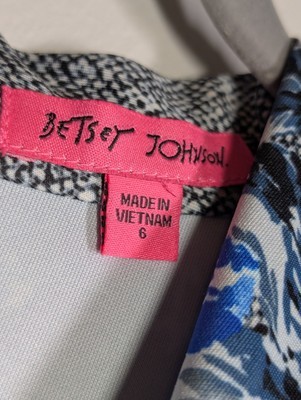 BETSEY JOHNSON.
MADE IN
VIETNAM
6